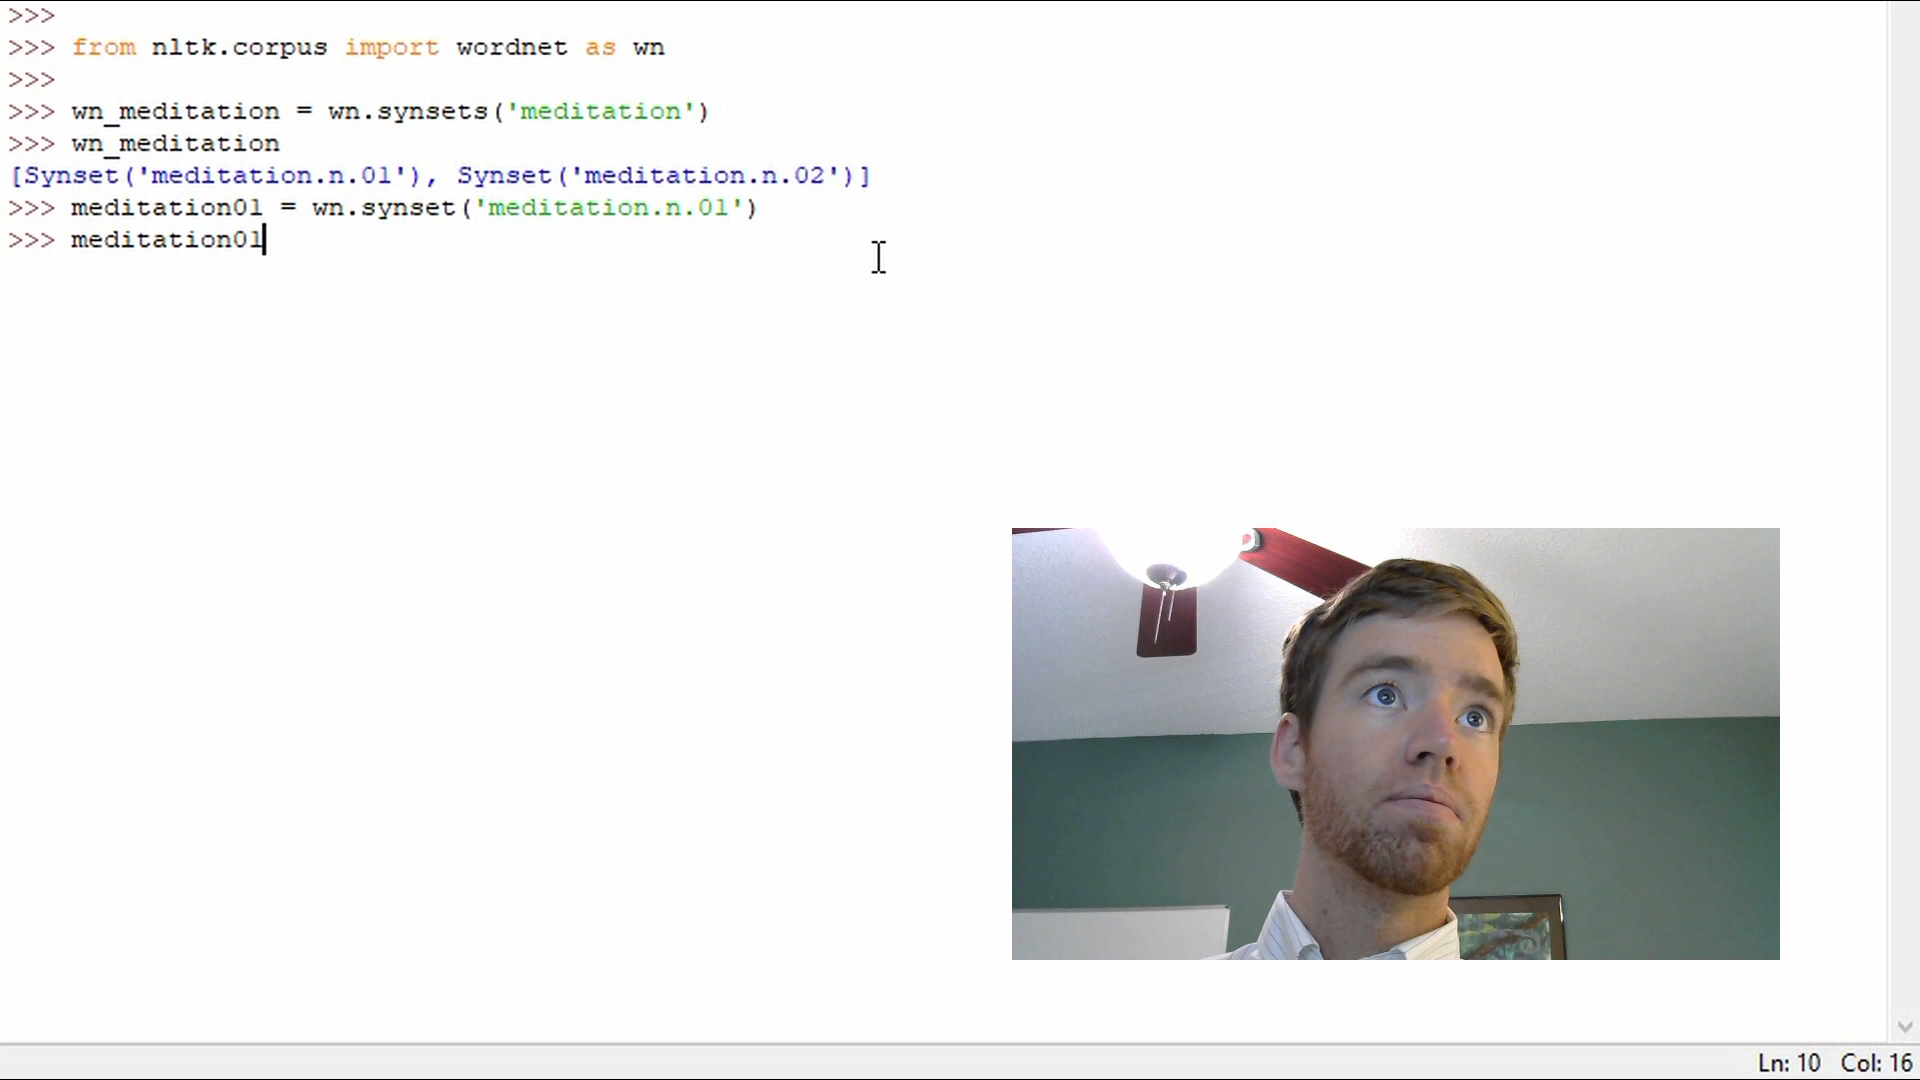 >>>
>>> from nltk.corpus import wordnet as wn
>>>
>>> wn_meditation = wn.synsets('meditation')
>>> wn_meditation
[Synset('meditation.n.01'), Synset('meditation.n.02')]
>>> meditation01 = wn.synset('meditation.n.01')
>>> meditation01
Ln: 10 Col: 16